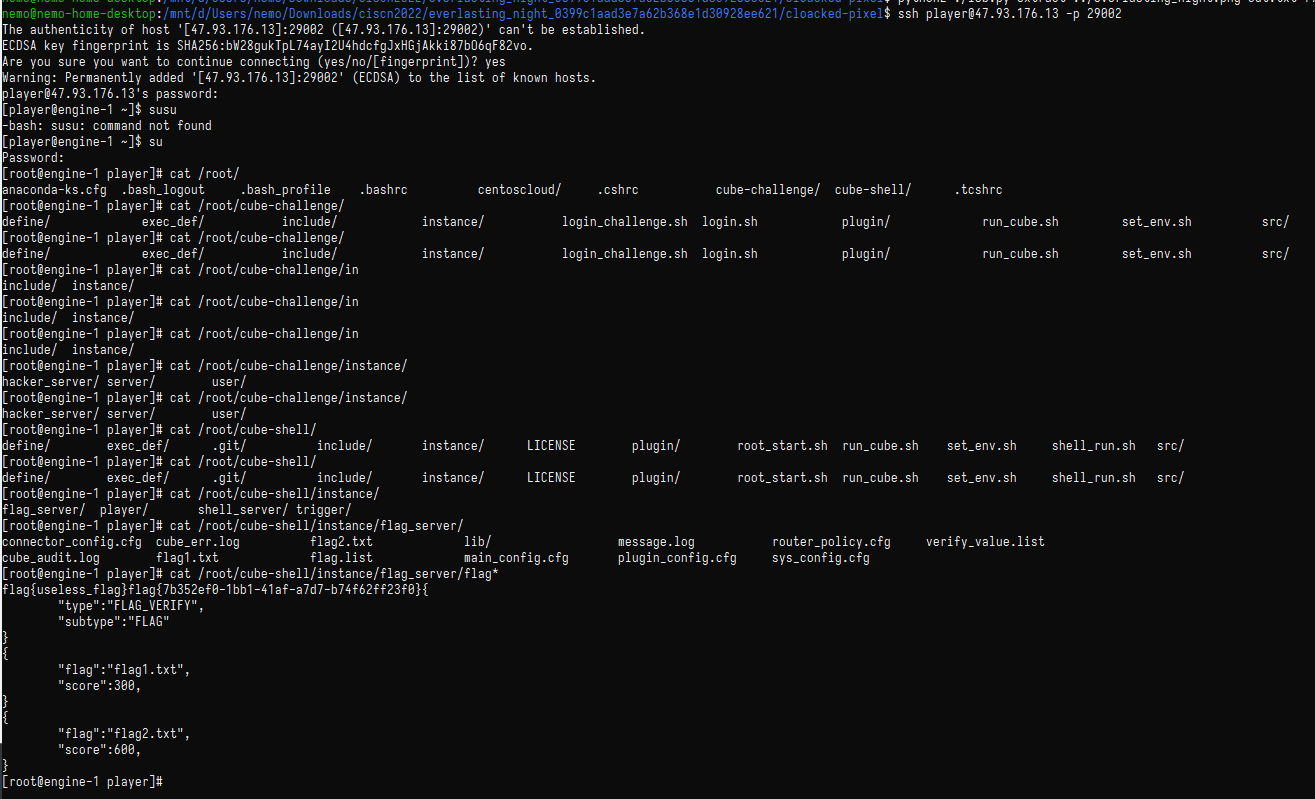 nemo@nemo-home-desktop:/mnt/d/Users/nemo/Downloads/ciscn2022/everlasting_night_0399c1aad3e7a62b368e1d30928ee621/cloacked-pixel$ ssh player@47.93.176.13 -p 29002
The authenticity of host '[47.93.176.13]:29002 ([47.93.176.13]:29002)' can't be established.
ECDSA key fingerprint is SHA256:bW28gukTpL74ayI2U4hdcfgJxHGjAkki87bO6qF82vo.
Are you sure you want to continue connecting (yes/no/[fingerprint])? yes
Warning: Permanently added '[47.93.176.13]:29002' (ECDSA) to the list of known hosts.
player@47.93.176.13's password:
[player@engine-1 ~]$ susu
-bash: susu: command not found
[player@engine-1 ~]$ su
Password:
[root@engine-1 player]# cat /root/
anaconda-ks.cfg  .bash_logout     .bash_profile    .bashrc          centoscloud/     .cshrc           cube-challenge/  cube-shell/      .tcshrc
[root@engine-1 player]# cat /root/cube-challenge/
define/             exec_def/           include/            instance/           login_challenge.sh  login.sh            plugin/             run_cube.sh         set_env.sh          src/
[root@engine-1 player]# cat /root/cube-challenge/
define/             exec_def/           include/            instance/           login_challenge.sh  login.sh            plugin/             run_cube.sh         set_env.sh          src/
[root@engine-1 player]# cat /root/cube-challenge/in
include/  instance/
[root@engine-1 player]# cat /root/cube-challenge/in
include/  instance/
[root@engine-1 player]# cat /root/cube-challenge/in
include/  instance/
[root@engine-1 player]# cat /root/cube-challenge/instance/
hacker_server/ server/        user/
[root@engine-1 player]# cat /root/cube-challenge/instance/
hacker_server/ server/        user/
[root@engine-1 player]# cat /root/cube-shell/
define/        exec_def/      .git/          include/       instance/      LICENSE        plugin/        root_start.sh  run_cube.sh    set_env.sh     shell_run.sh   src/
[root@engine-1 player]# cat /root/cube-shell/
define/        exec_def/      .git/          include/       instance/      LICENSE        plugin/        root_start.sh  run_cube.sh    set_env.sh     shell_run.sh   src/
[root@engine-1 player]# cat /root/cube-shell/instance/
flag_server/  player/       shell_server/ trigger/
[root@engine-1 player]# cat /root/cube-shell/instance/flag_server/
connector_config.cfg  cube_err.log          flag2.txt             lib/                  message.log           router_policy.cfg     verify_value.list
cube_audit.log        flag1.txt             flag.list             main_config.cfg       plugin_config.cfg     sys_config.cfg
[root@engine-1 player]# cat /root/cube-shell/instance/flag_server/flag*
flag{useless_flag}flag{7b352ef0-1bb1-41af-a7d7-b74f62ff23f0}{
        "type":"FLAG_VERIFY",
        "subtype":"FLAG"
}
{
        "flag":"flag1.txt",
        "score":300,
}
{
        "flag":"flag2.txt",
        "score":600,
}
[root@engine-1 player]#